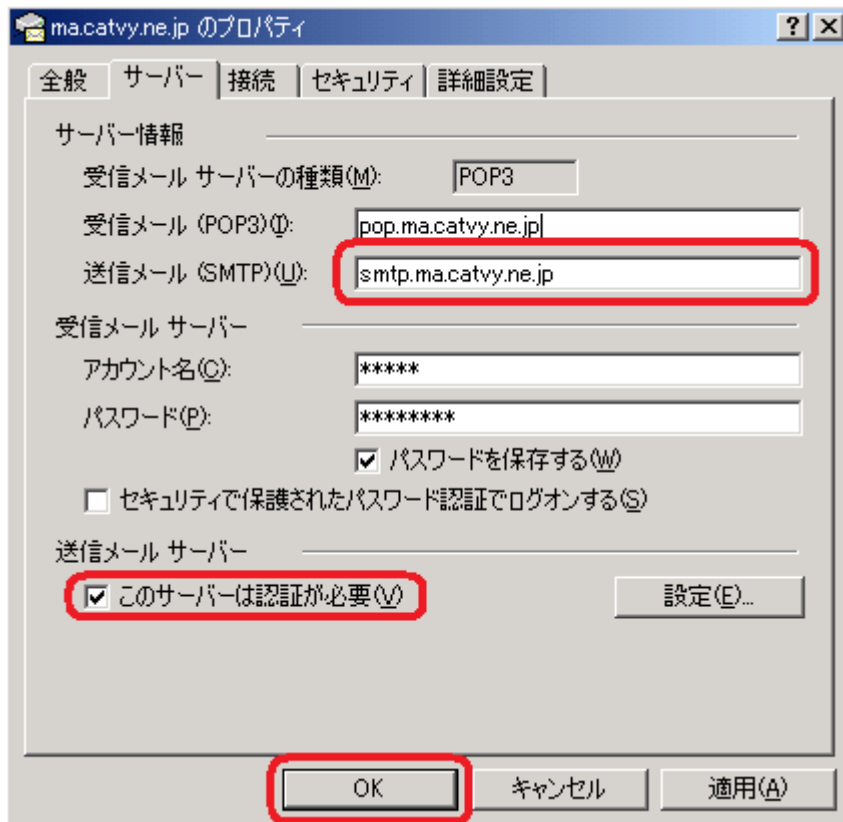 ma.catvy.ne.jp のプロパティ
全般 サーバー 接続 セキュリティ 詳細設定
サーバー情報
受信メール サーバーの種類(M): POP3
受信メール (POP3)(I): pop.ma.catvy.ne.jp
送信メール (SMTP)(U): smtp.ma.catvy.ne.jp
受信メール サーバー
アカウント名(C): *****
パスワード(P): ********
パスワードを保存する(W)
セキュリティで保護されたパスワード認証でログオンする(S)
送信メール サーバー
このサーバーは認証が必要(V) 設定(E)...
OK キャンセル 適用(A)